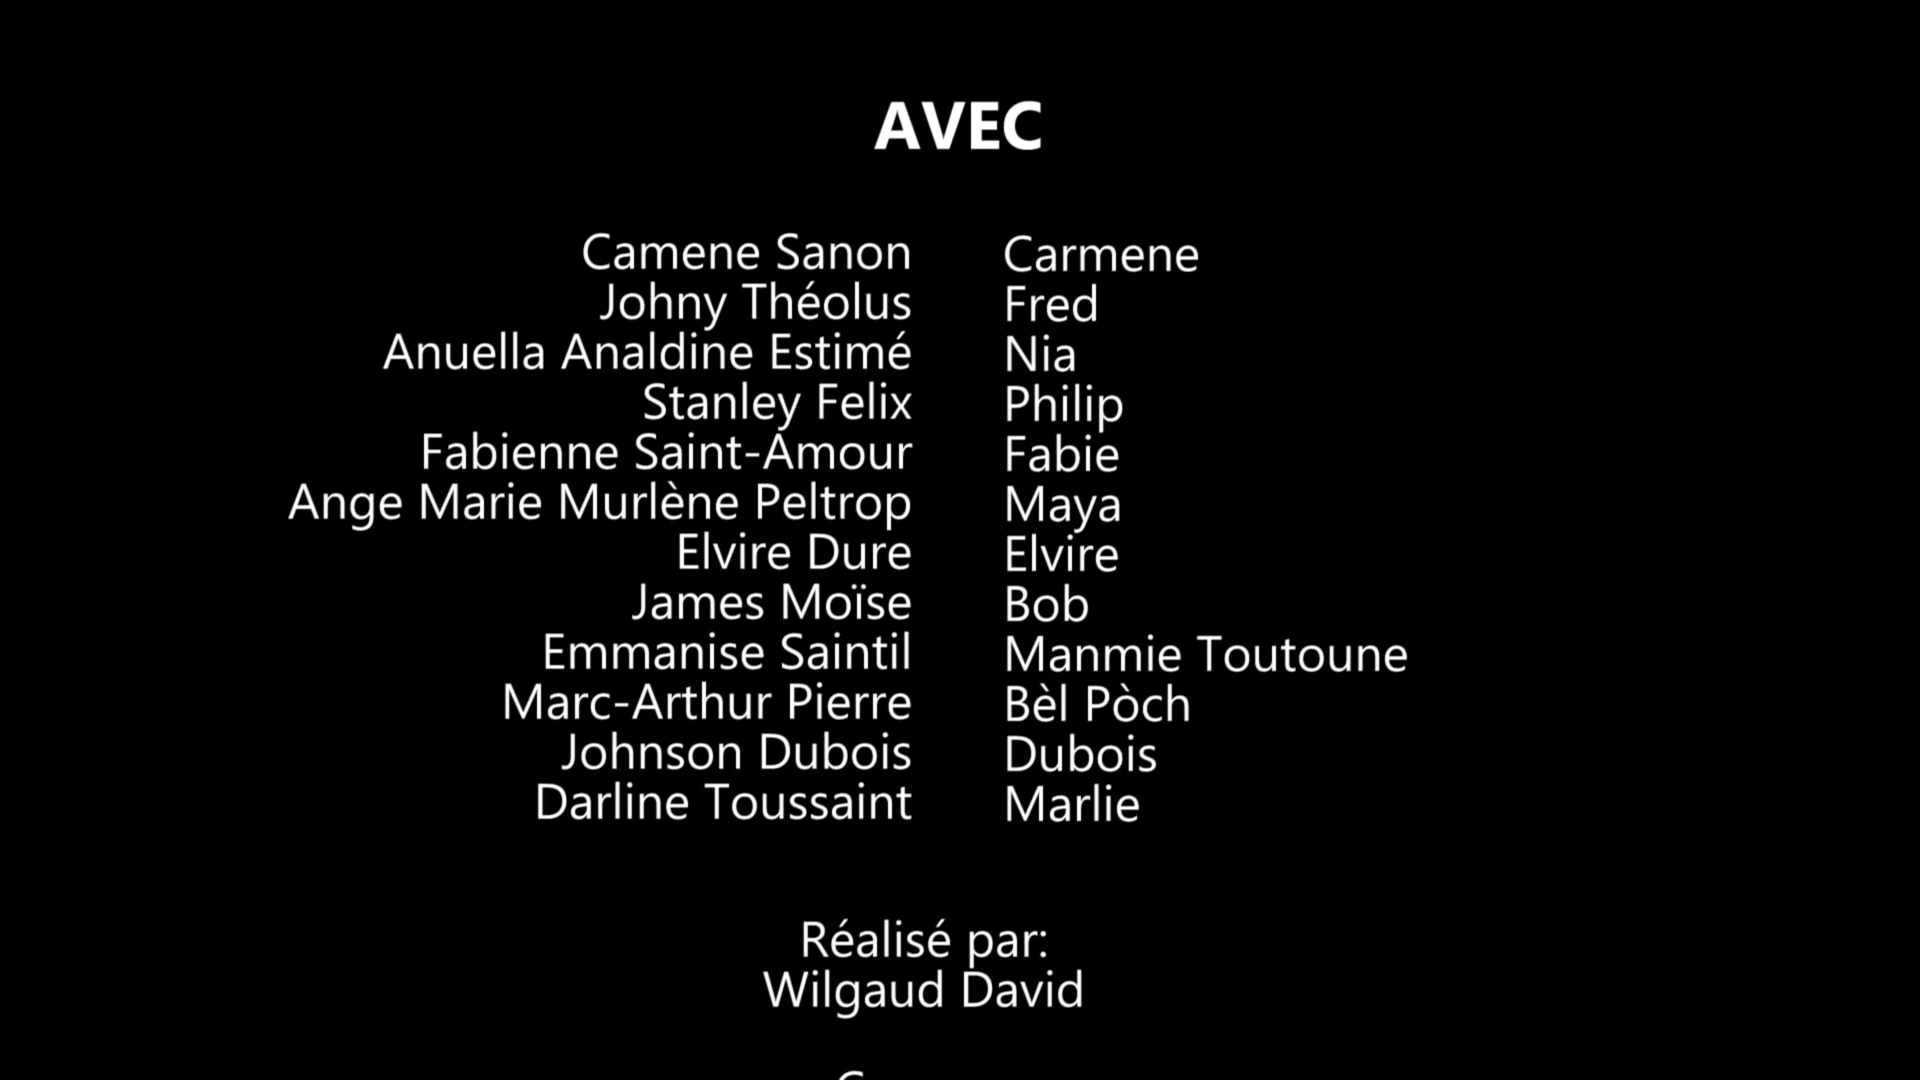 AVEC
Camene Sanon Carmene
Johny Théolus Fred
Anuella Analdine Estimé Nia
Stanley Felix Philip
Fabienne Saint-Amour Fabie
Ange Marie Murlène Peltrop Maya
Elvire Dure Elvire
James Moïse Bob
Emmanise Saintil Manmie Toutoune
Marc-Arthur Pierre Bèl Pòch
Johnson Dubois Dubois
Darline Toussaint Marlie
Réalisé par:
Wilgaud David